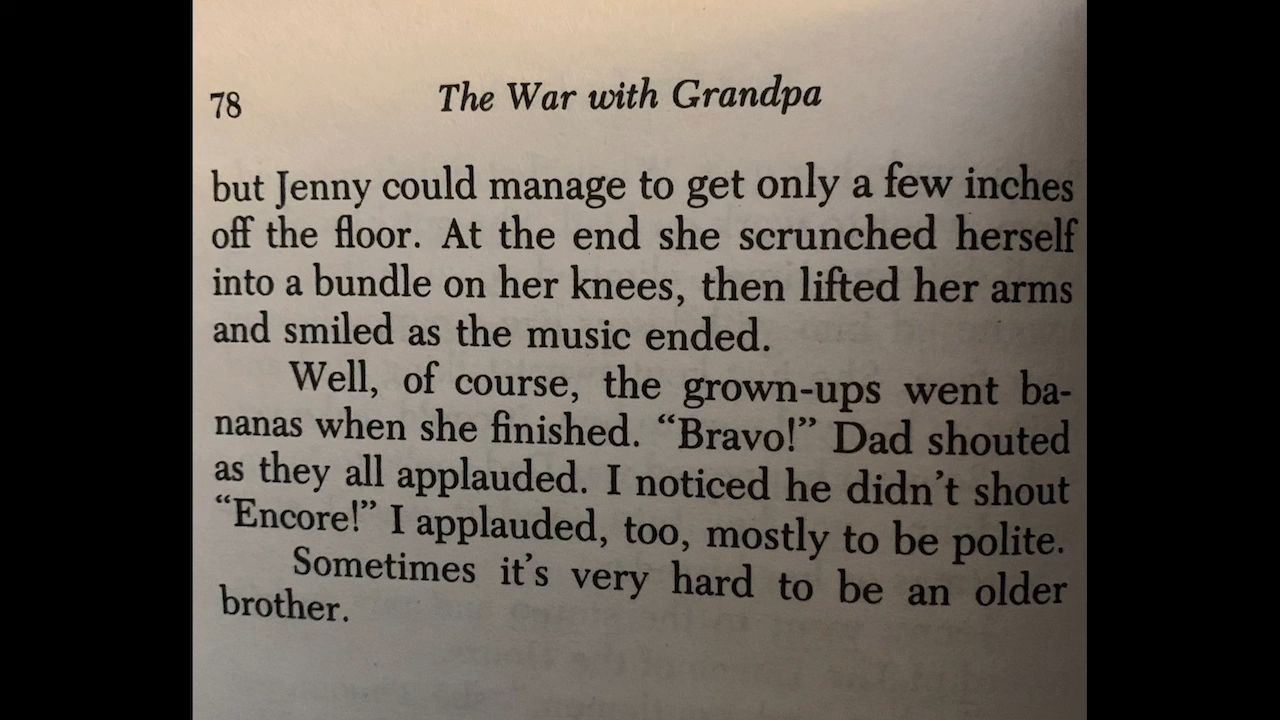 78 The War with Grandpa
but Jenny could manage to get only a few inches
off the floor. At the end she scrunched herself
into a bundle on her knees, then lifted her arms
and smiled as the music ended.
Well, of course, the grown-ups went ba-
nanas when she finished. “Bravo!” Dad shouted
as they all applauded. I noticed he didn’t shout
“Encore!” I applauded, too, mostly to be polite.
Sometimes it’s very hard to be an older
brother.